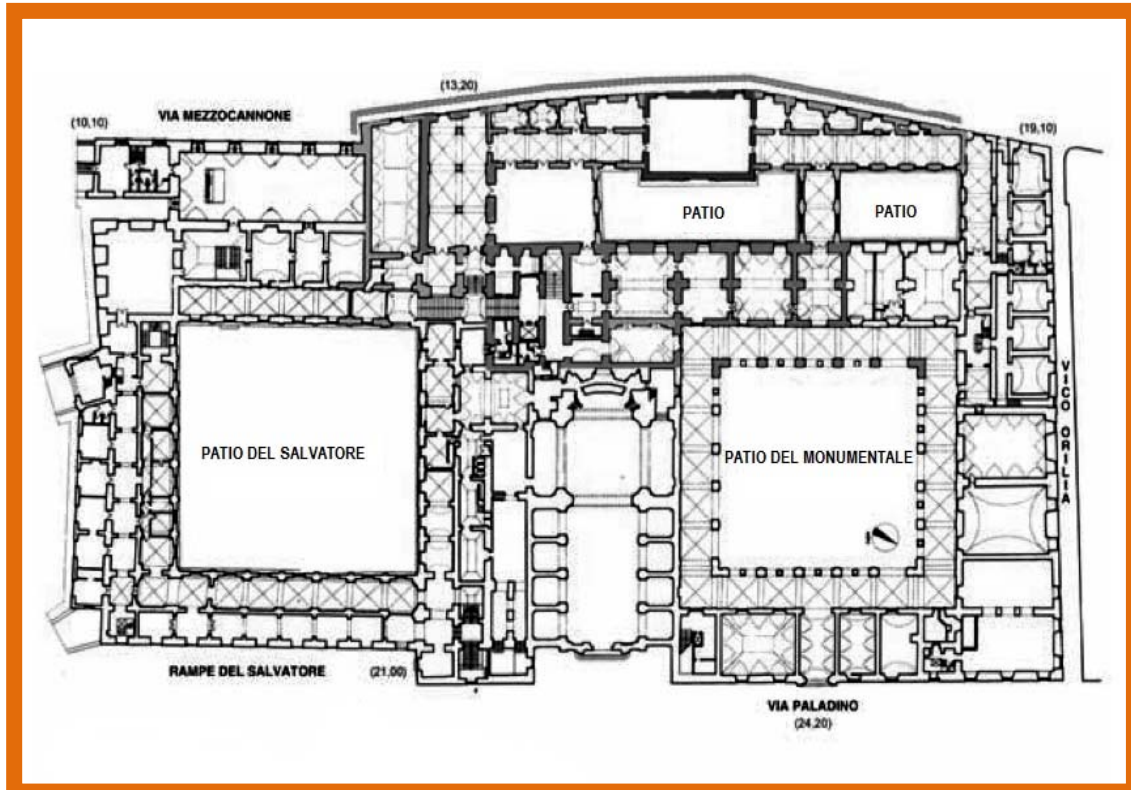 (13,20)
VIA MEZZOCANNONE
(10,10)
(19,10)
PATIO
PATIO
PATIO DEL SALVATORE
PATIO DEL MONUMENTALE
VICO ORILIA
RAMPE DEL SALVATORE
(21,00)
VIA PALADINO
(24,20)